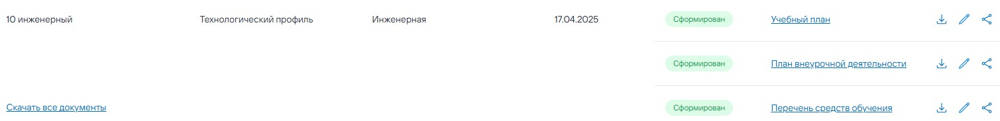 10 инженерный Технологический профиль Инженерная 17.04.2025 Сформирован Учебный план
Сформирован План внеурочной деятельности
Скачать все документы Сформирован Перечень средств обучения